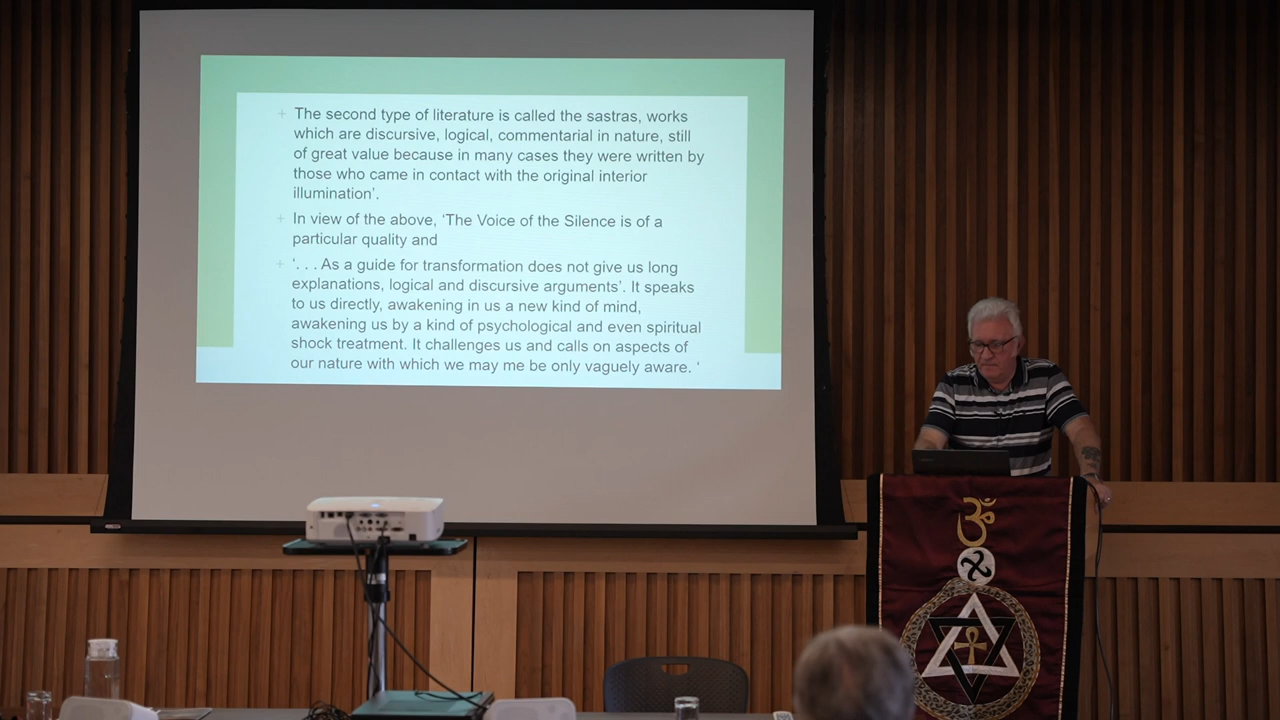 + The second type of literature is called the sastras, works
which are discursive, logical, commentarial in nature, still
of great value because in many cases they were written by
those who came in contact with the original interior
illumination’.
+ In view of the above, ‘The Voice of the Silence is of a
particular quality and
+ ‘. . . As a guide for transformation does not give us long
explanations, logical and discursive arguments’. It speaks
to us directly, awakening in us a new kind of mind,
awakening us by a kind of psychological and even spiritual
shock treatment. It challenges us and calls on aspects of
our nature with which we may me be only vaguely aware. ‘
ॐ